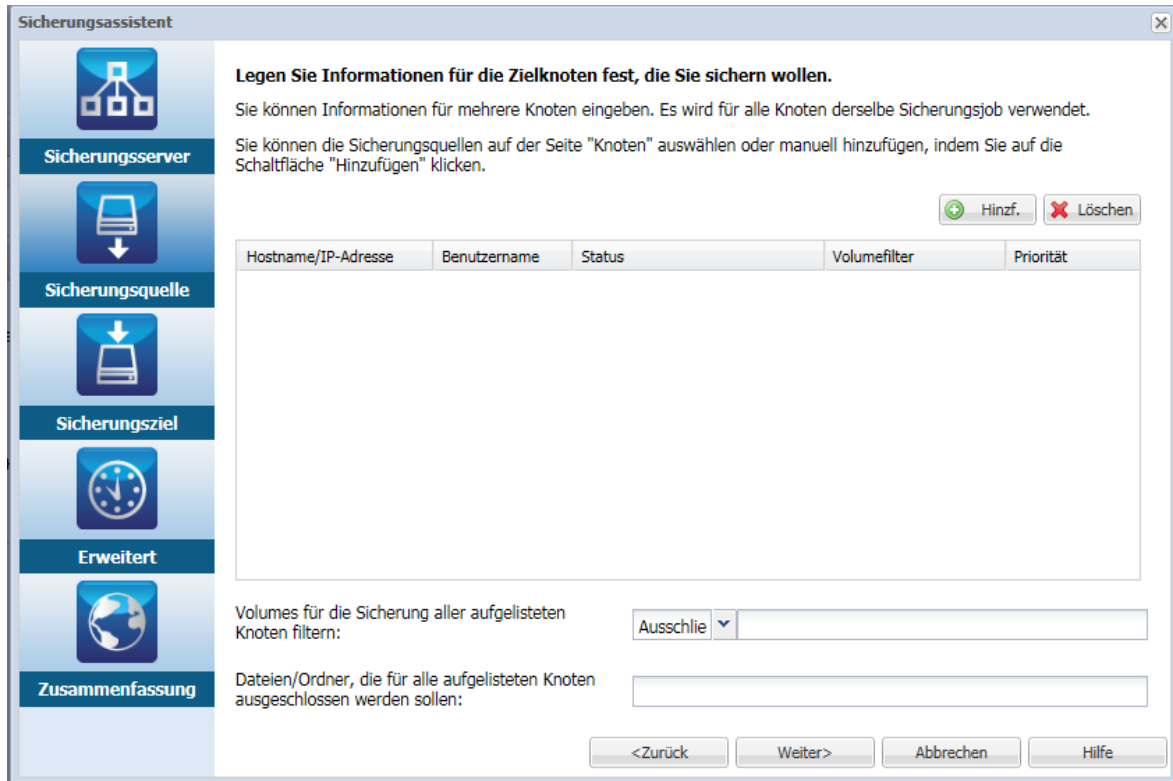 Sicherungsassistent
Sicherungsserver
Sicherungsquelle
Sicherungsziel
Erweitert
Zusammenfassung
Legen Sie Informationen für die Zielknoten fest, die Sie sichern wollen.
Sie können Informationen für mehrere Knoten eingeben. Es wird für alle Knoten derselbe Sicherungsjob verwendet.
Sie können die Sicherungsquellen auf der Seite "Knoten" auswählen oder manuell hinzufügen, indem Sie auf die
Schaltfläche "Hinzufügen" klicken.
Hinzf. Löschen
Hostname/IP-Adresse Benutzername Status Volumefilter Priorität
Volumes für die Sicherung aller aufgelisteten
Knoten filtern:
Ausschlie
Dateien/Ordner, die für alle aufgelisteten Knoten
ausgeschlossen werden sollen:
<Zurück Weiter> Abbrechen Hilfe